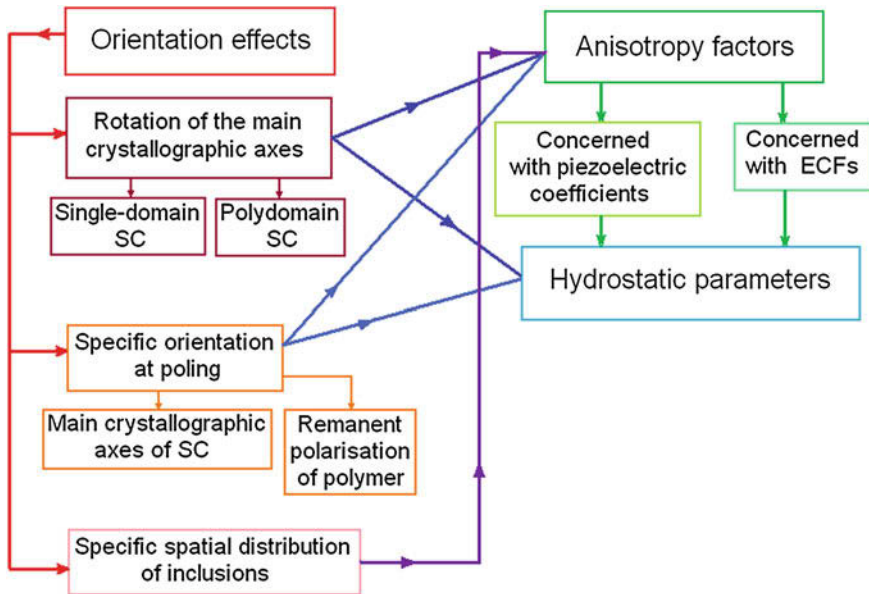 Orientation effects
Rotation of the main
crystallographic axes
Single-domain
SC
Polydomain
SC
Specific orientation
at poling
Main crystallographic
axes of SC
Remanent
polarisation
of polymer
Specific spatial distribution
of inclusions
Anisotropy factors
Concerned
with piezoelectric
coefficients
Concerned
with ECFs
Hydrostatic parameters